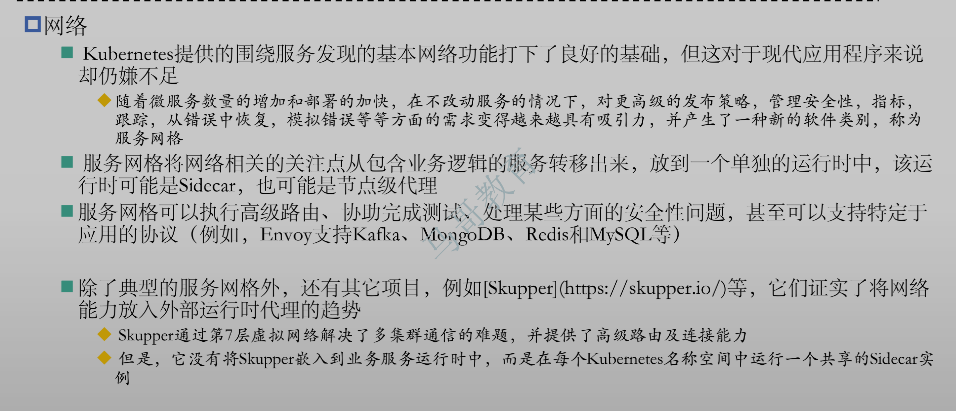 网络
Kubernetes提供的围绕服务发现的基本网络功能打下了良好的基础，但这对于现代应用程序来说
却仍嫌不足
随着微服务数量的增加和部署的加快，在不改动服务的情况下，对更高级的发布策略，管理安全性，指标，
跟踪，从错误中恢复，模拟错误等等方面的需求变得越来越具有吸引力，并产生了一种新的软件类别，称为
服务网格
服务网格将网络相关的关注点从包含业务逻辑的服务转移出来，放到一个单独的运行时中，该运
行时可能是Sidecar，也可能是节点级代理
服务网格可以执行高级路由、协助完成测试、处理某些方面的安全性问题，甚至可以支持特定于
应用的协议（例如，Envoy支持Kafka、MongoDB、Redis和MySQL等）
除了典型的服务网格外，还有其它项目，例如[Skupper](https://skupper.io/)等，它们证实了将网络
能力放入外部运行时代理的趋势
Skupper通过第7层虚拟网络解决了多集群通信的难题，并提供了高级路由及连接能力
但是，它没有将Skupper嵌入到业务服务运行时中，而是在每个Kubernetes名称空间中运行一个共享的Sidecar实
例
马哥教育